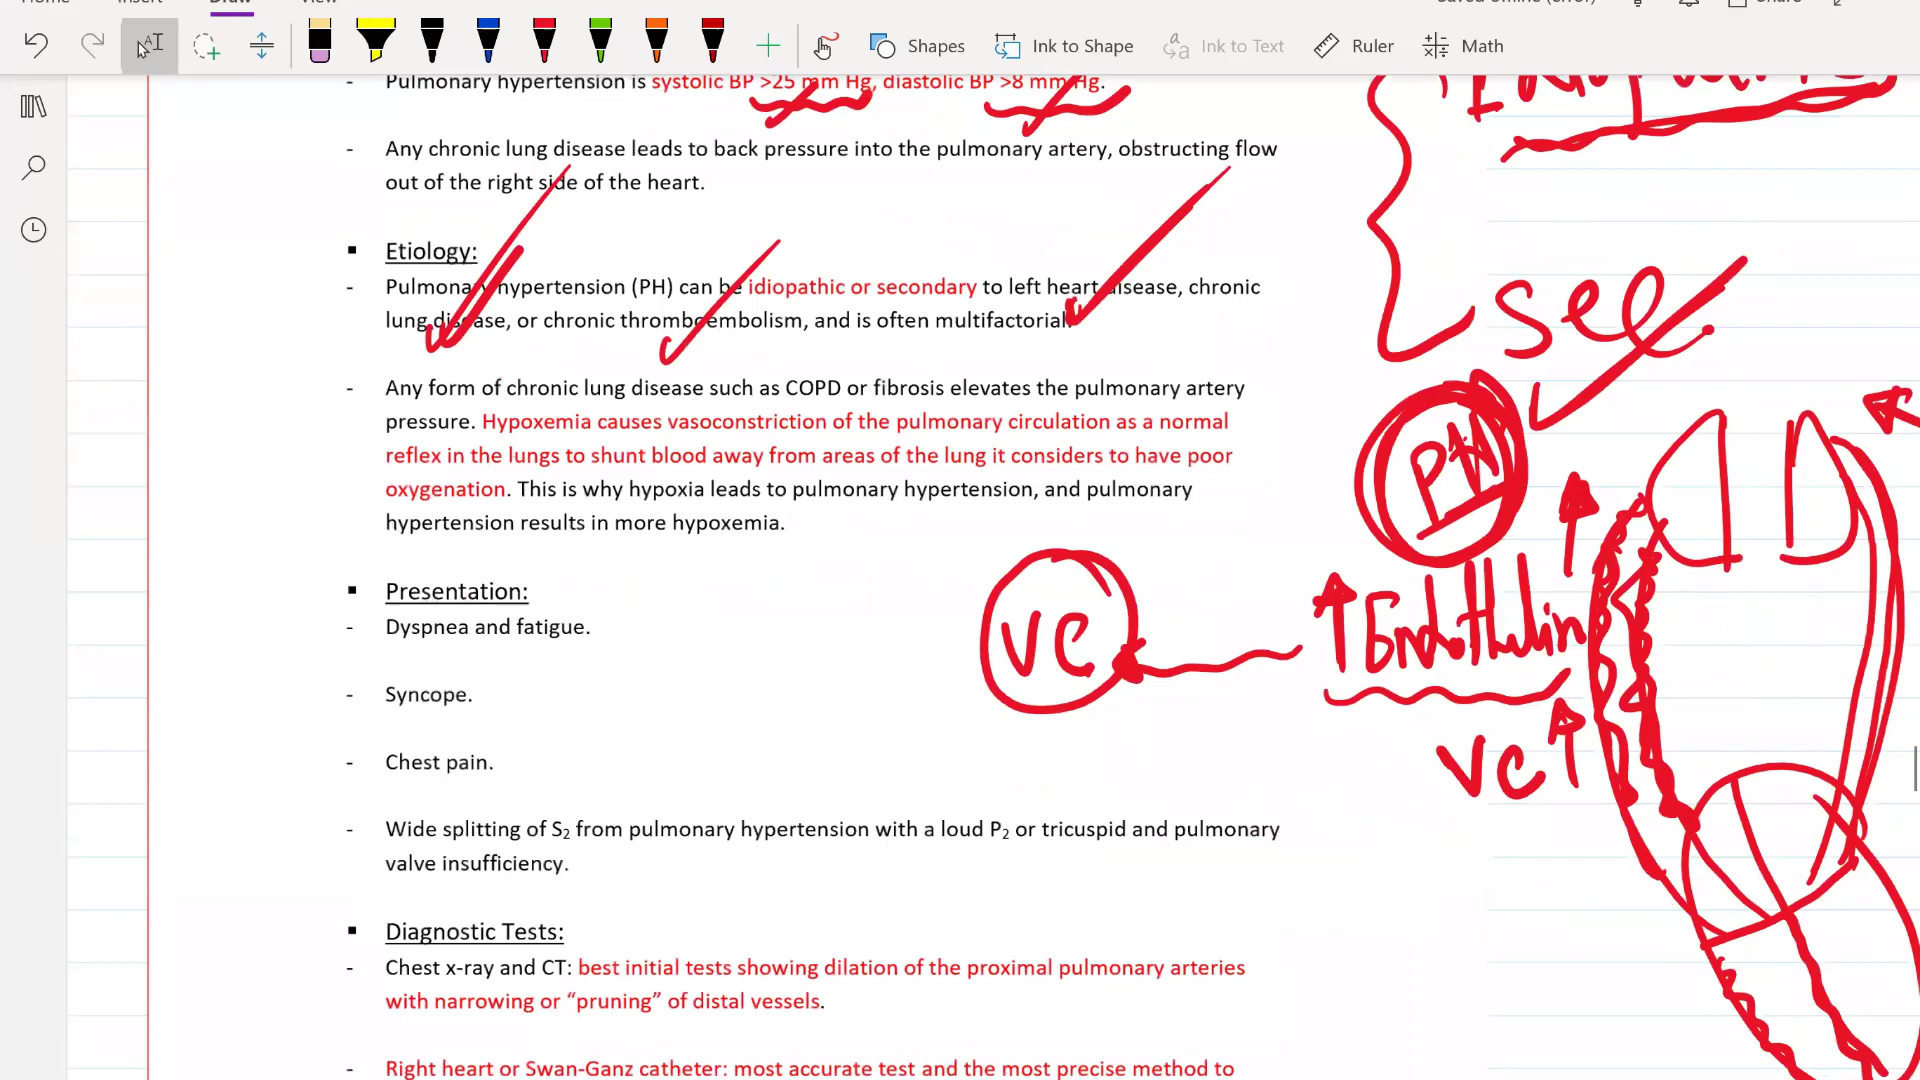 Home Insert Draw View Saved online (error) Share
Shapes Ink to Shape Ink to Text Ruler Math
- Pulmonary hypertension is systolic BP >25 mm Hg, diastolic BP >8 mm Hg.
- Any chronic lung disease leads to back pressure into the pulmonary artery, obstructing flow
out of the right side of the heart.
▪ Etiology:
- Pulmonary hypertension (PH) can be idiopathic or secondary to left heart disease, chronic
lung disease, or chronic thromboembolism, and is often multifactorial.
See
- Any form of chronic lung disease such as COPD or fibrosis elevates the pulmonary artery
pressure. Hypoxemia causes vasoconstriction of the pulmonary circulation as a normal
reflex in the lungs to shunt blood away from areas of the lung it considers to have poor
oxygenation. This is why hypoxia leads to pulmonary hypertension, and pulmonary
hypertension results in more hypoxemia.
PH
▪ Presentation:
- Dyspnea and fatigue.
VC
↑ Endothelin
- Syncope.
- Chest pain.
VC ↑
- Wide splitting of S₂ from pulmonary hypertension with a loud P₂ or tricuspid and pulmonary
valve insufficiency.
▪ Diagnostic Tests:
- Chest x-ray and CT: best initial tests showing dilation of the proximal pulmonary arteries
with narrowing or “pruning” of distal vessels.
- Right heart or Swan-Ganz catheter: most accurate test and the most precise method to